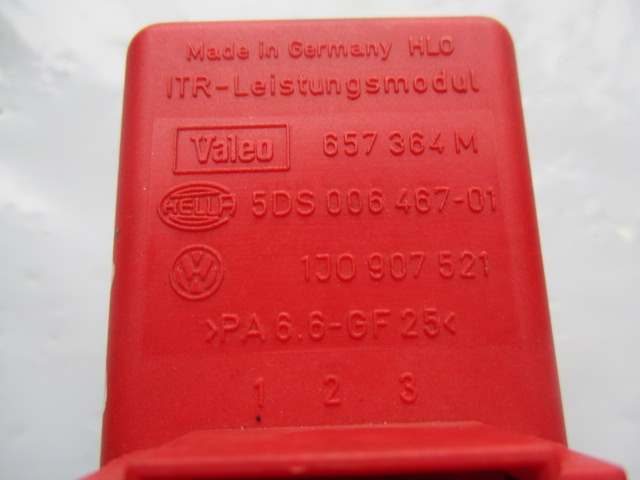 Made in Germany HLO
ITR-Leistungsmodul
Valeo 657 364 M
HELLA 5DS 006 467-01
VW 1J0 907 521
>PA 6.6-GF 25<
1 2 3